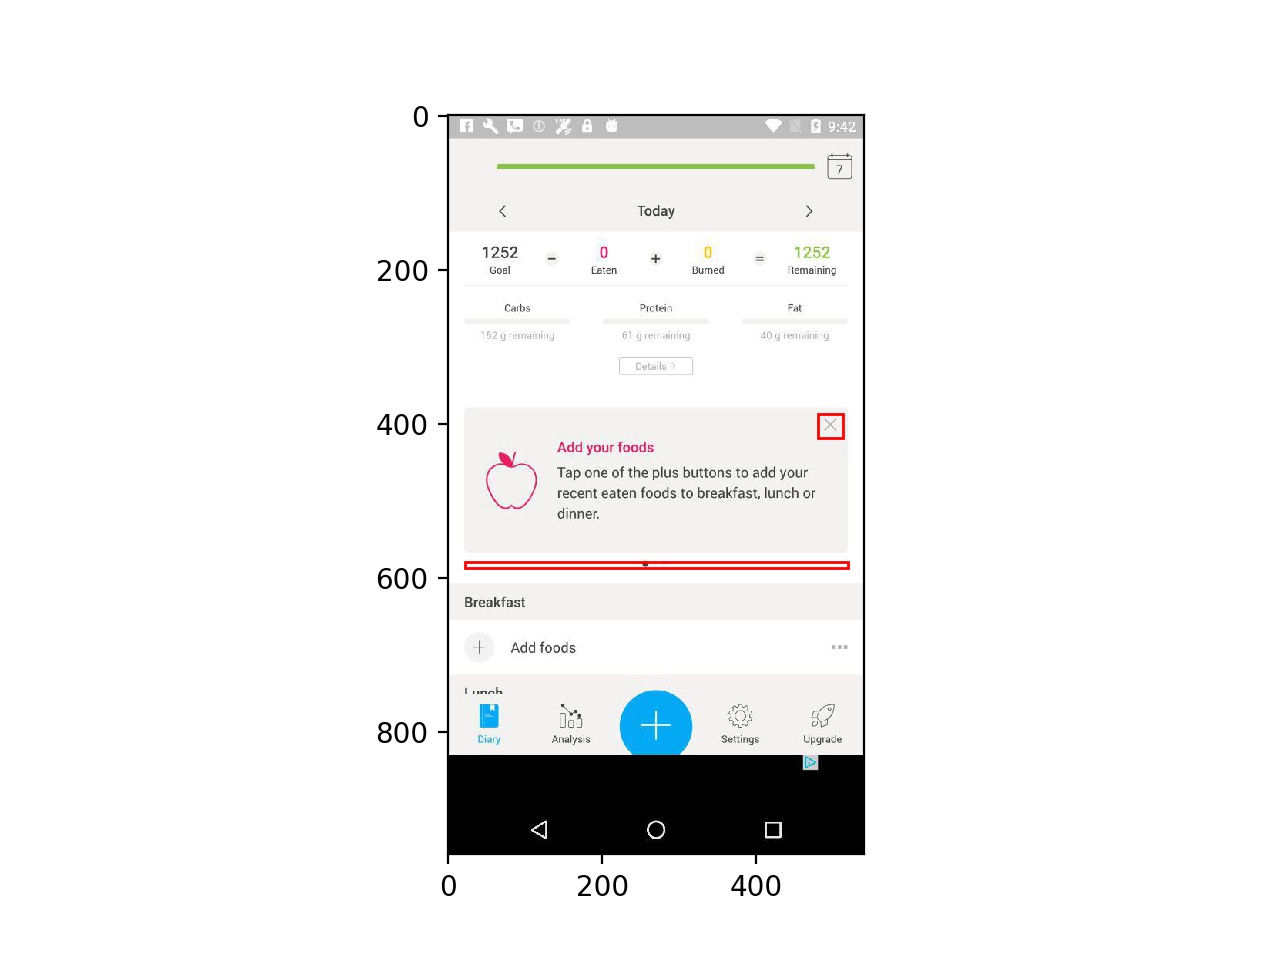 0
9:42
7
Today
200
1252 - 0 + 0 = 1252
Goal Eaten Burned Remaining
Carbs Protein Fat
152 g remaining 61 g remaining 40 g remaining
Details
400
Add your foods
Tap one of the plus buttons to add your
recent eaten foods to breakfast, lunch or
dinner.
600
Breakfast
Add foods
Lunch
800
Diary Analysis Settings Upgrade
0 200 400